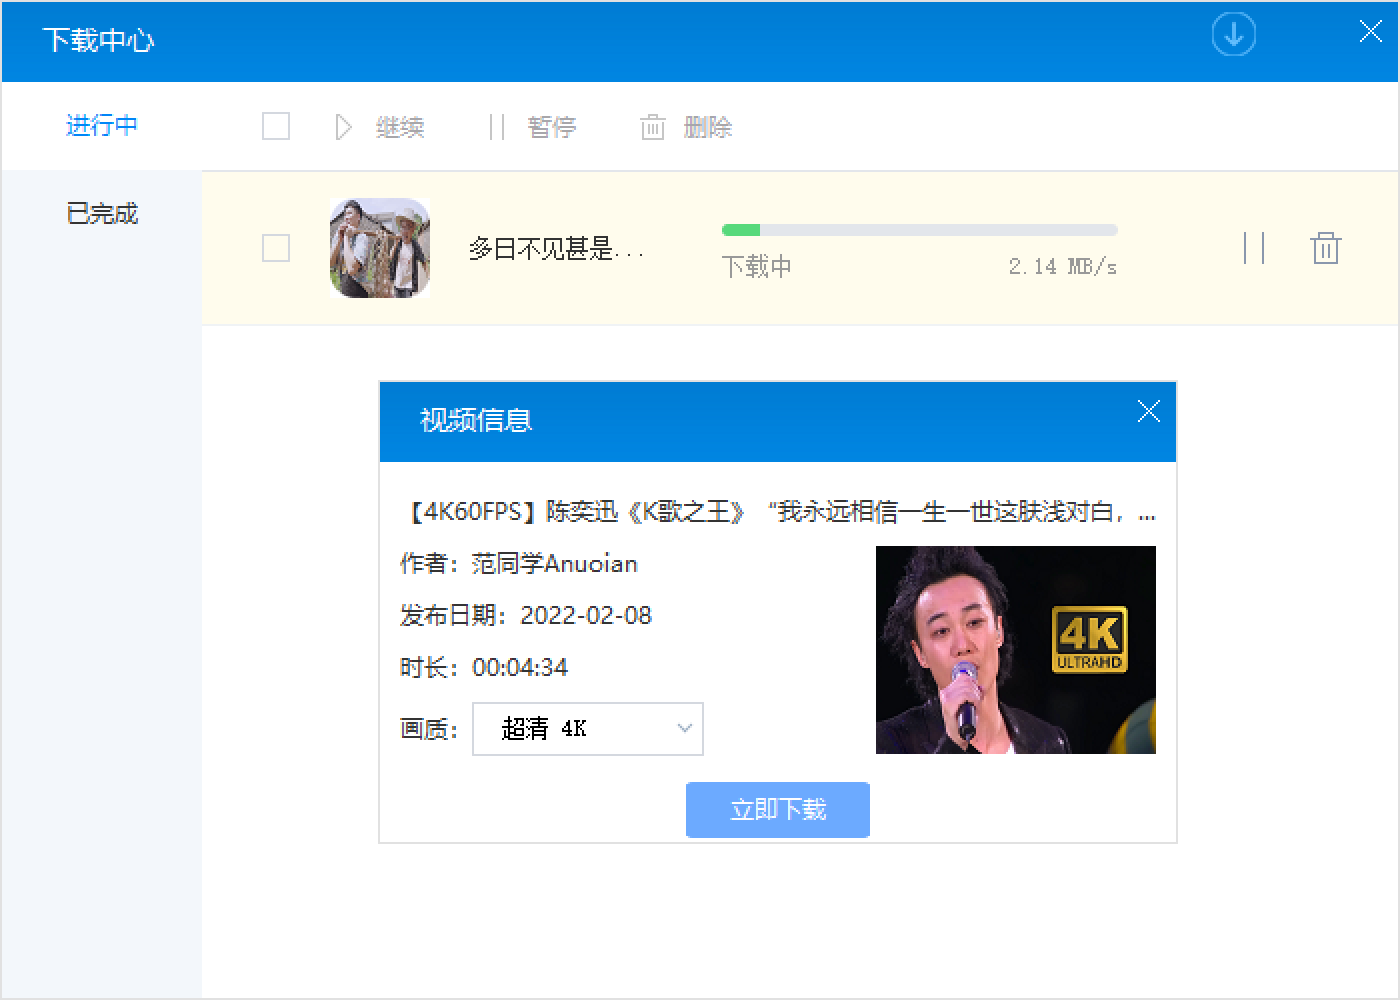 下载中心
进行中
继续
暂停
删除
已完成
多日不见甚是...
下载中
2.14 MB/s
视频信息
【4K60FPS】陈奕迅《K歌之王》“我永远相信一生一世这肤浅对白，...
作者：范同学Anuoian
发布日期：2022-02-08
时长：00:04:34
画质：超清 4K
4K
ULTRAHD
立即下载